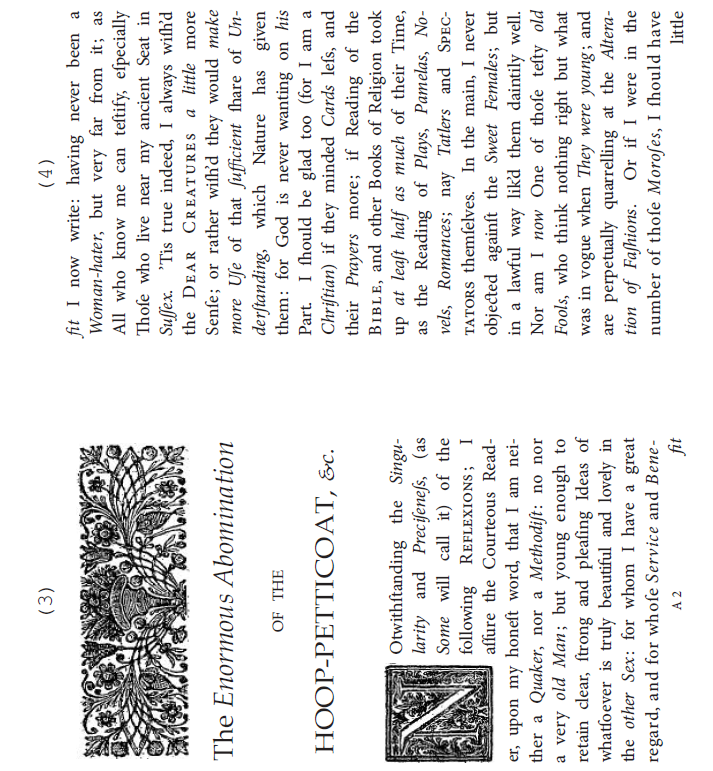 (3)
The Enormous Abomination
OF THE
HOOP-PETTICOAT, &c.
NOtwithſtanding the Singu-
larity and Preciſeneſs, (as
Some will call it) of the
following REFLEXIONS; I
aſſure the Courteous Read-
er, upon my honeſt word, that I am nei-
ther a Quaker, nor a Methodiſt: no nor
a very old Man; but young enough to
retain clear, ſtrong and pleaſing Ideas of
whatſoever is truly beautiful and lovely in
the other Sex: for whom I have a great
regard, and for whoſe Service and Bene-
A 2 fit
(4)
fit I now write: having never been a
Woman-hater, but very far from it; as
All who know me can teſtify, eſpecially
Thoſe who live near my ancient Seat in
Suſſex. 'Tis true indeed, I always wiſh'd
the DEAR CREATURES a little more
Senſe; or rather wiſh'd they would make
more Uſe of that ſufficient ſhare of Un-
derſtanding, which Nature has given
them: for God is never wanting on his
Part. I ſhould be glad too (for I am a
Chriſtian) if they minded Cards leſs, and
their Prayers more; if Reading of the
BIBLE, and other Books of Religion took
up at leaſt half as much of their Time,
as the Reading of Plays, Pamelas, No-
vels, Romances; nay Tatlers and SPEC-
TATORS themſelves. In the main, I never
objected againſt the Sweet Females; but
in a lawful way lik'd them daintily well.
Nor am I now One of thoſe teſty old
Fools, who think nothing right but what
was in vogue when They were young; and
are perpetually quarrelling at the Altera-
tion of Faſhions. Or if I were in the
number of thoſe Moroſes, I ſhould have
little